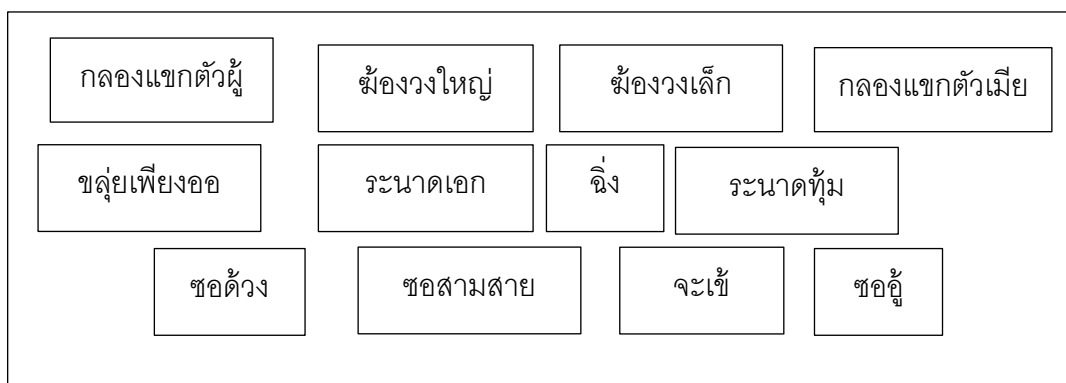 กลองแขกตัวผู้ ฆ้องวงใหญ่ ฆ้องวงเล็ก กลองแขกตัวเมีย
ขลุ่ยเพียงออ ระนาดเอก ฉิ่ง ระนาดทุ้ม
ซอด้วง ซอสามสาย จะเข้ ซออู้